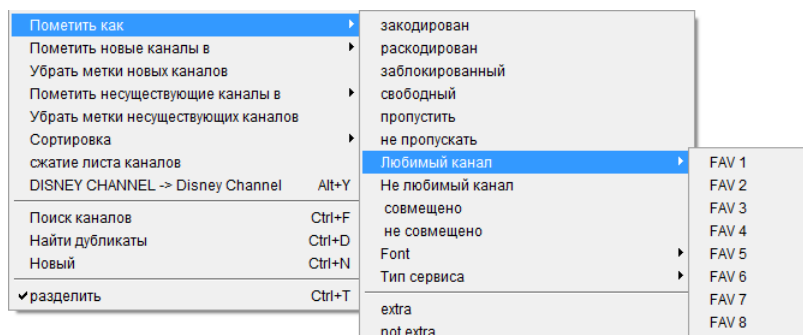 Пометить как
Пометить новые каналы в
Убрать метки новых каналов
Пометить несуществующие каналы в
Убрать метки несуществующих каналов
Сортировка
сжатие листа каналов
DISNEY CHANNEL -> Disney Channel Alt+Y
Поиск каналов Ctrl+F
Найти дубликаты Ctrl+D
Новый Ctrl+N
разделить Ctrl+T
закодирован
раскодирован
заблокированный
свободный
пропустить
не пропускать
Любимый канал
Не любимый канал
совмещено
не совмещено
Font
Тип сервиса
extra
not extra
FAV 1
FAV 2
FAV 3
FAV 4
FAV 5
FAV 6
FAV 7
FAV 8